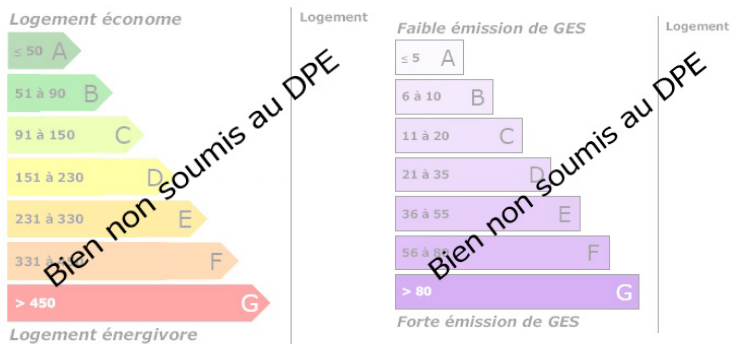 Logement économe
Logement
≤ 50 A
51 à 90 B
91 à 150 C
151 à 230 D
231 à 330 E
331 à F
> 450 G
Logement énergivore
Bien non soumis au DPE
Faible émission de GES
Logement
≤ 5 A
6 à 10 B
11 à 20 C
21 à 35 D
36 à 55 E
56 à 80 F
> 80 G
Forte émission de GES
Bien non soumis au DPE